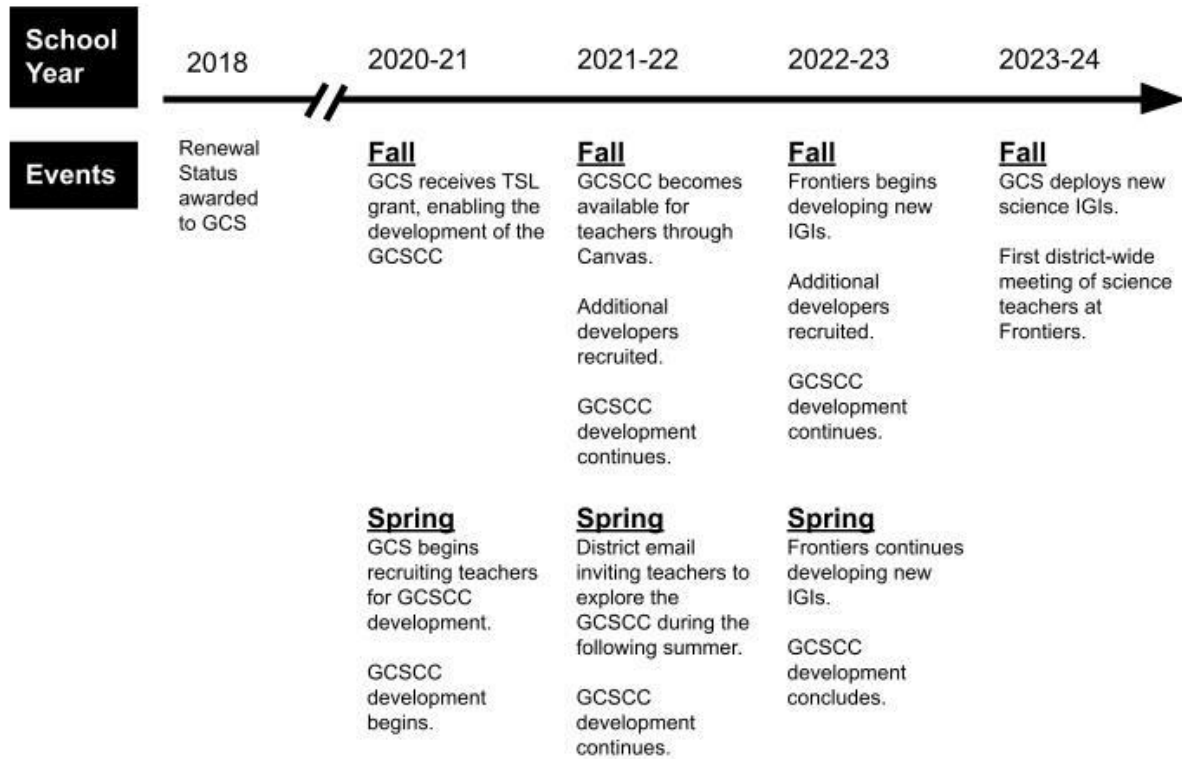 School
Year
2018
2020-21
2021-22
2022-23
2023-24
Events
Renewal
Status
awarded
to GCS
Fall
GCS receives TSL
grant, enabling the
development of the
GCSCC
Spring
GCS begins
recruiting teachers
for GCSCC
development.
GCSCC
development
begins.
Fall
GCSCC becomes
available for
teachers through
Canvas.
Additional
developers
recruited.
GCSCC
development
continues.
Spring
District email
inviting teachers to
explore the
GCSCC during the
following summer.
GCSCC
development
continues.
Fall
Frontiers begins
developing new
IGIs.
Additional
developers
recruited.
GCSCC
development
continues.
Spring
Frontiers continues
developing new
IGIs.
GCSCC
development
concludes.
Fall
GCS deploys new
science IGIs.
First district-wide
meeting of science
teachers at
Frontiers.